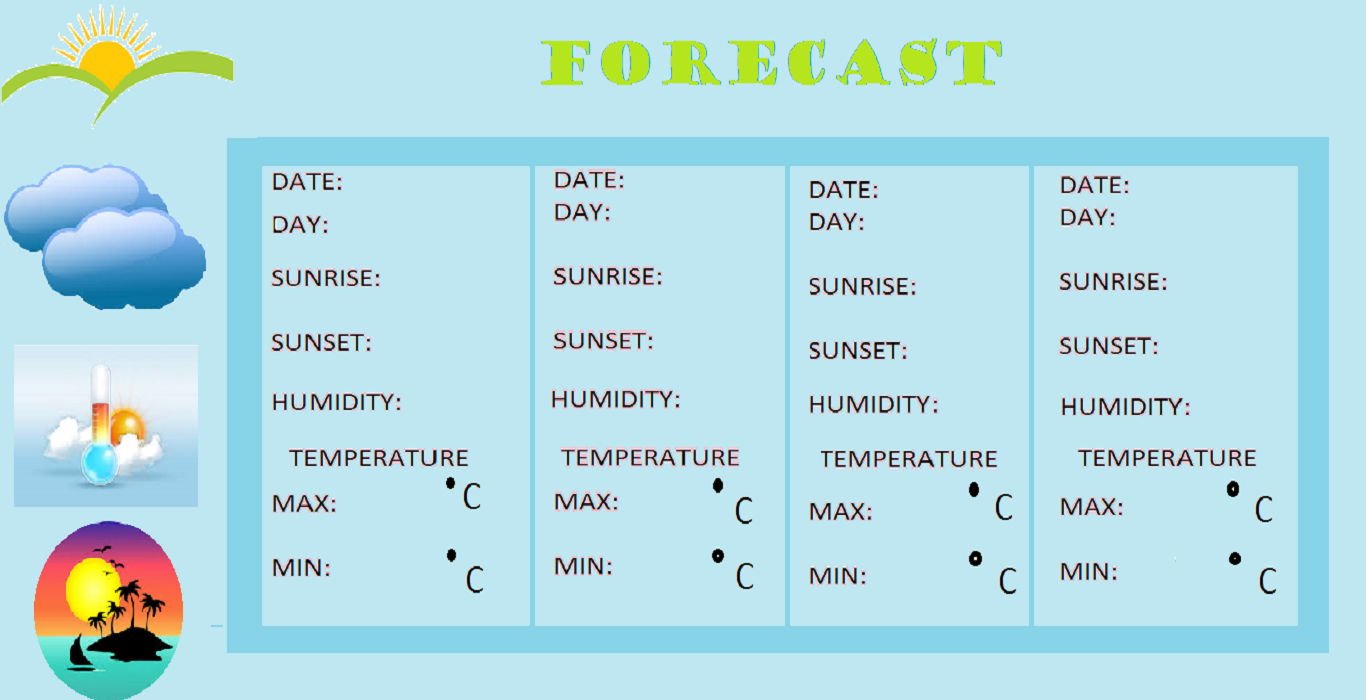 FORECAST
DATE:
DAY:
SUNRISE:
SUNSET:
HUMIDITY:
TEMPERATURE
MAX: •C
MIN: •C
DATE:
DAY:
SUNRISE:
SUNSET:
HUMIDITY:
TEMPERATURE
MAX: •C
MIN: °C
DATE:
DAY:
SUNRISE:
SUNSET:
HUMIDITY:
TEMPERATURE
MAX: •C
MIN: °C
DATE:
DAY:
SUNRISE:
SUNSET:
HUMIDITY:
TEMPERATURE
MAX: °C
MIN: °C